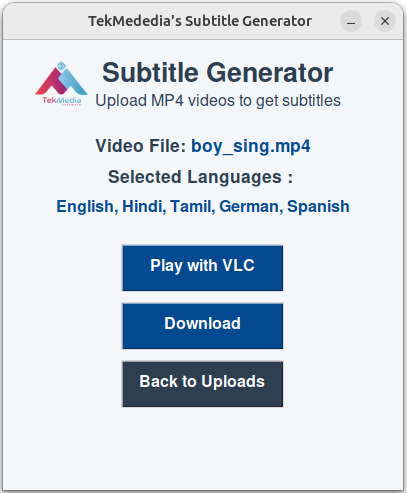 TekMededia's Subtitle Generator
Subtitle Generator
TekMedia
Upload MP4 videos to get subtitles
Video File: boy_sing.mp4
Selected Languages :
English, Hindi, Tamil, German, Spanish
Play with VLC
Download
Back to Uploads